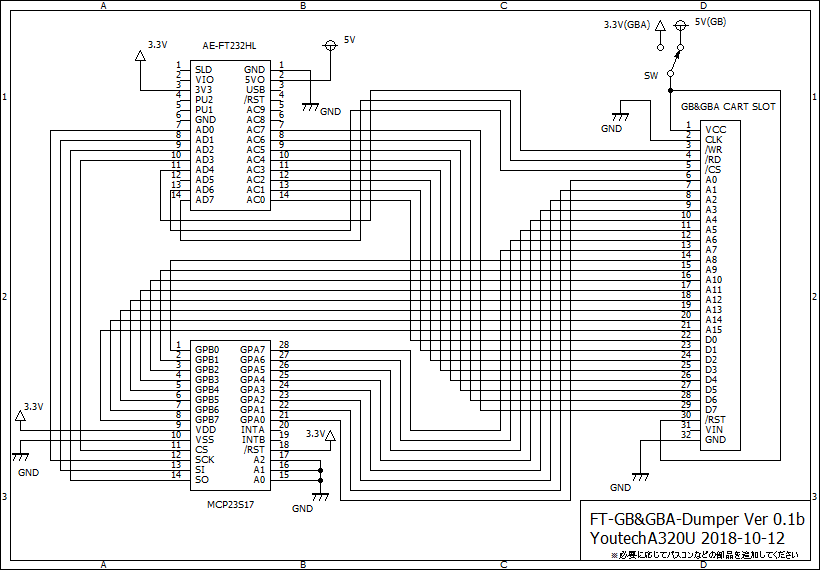 A B C D
AE-FT232HL
3.3V
5V
1 SLD GND 1
2 VIO 5VO 2
3 3V3 USB 3
4 PU2 /RST 4
5 PU1 AC9 5
6 GND AC8 6
7 AD0 AC7 7
8 AD1 AC6 8
9 AD2 AC5 9
10 AD3 AC4 10
11 AD4 AC3 11
12 AD5 AC2 12
13 AD6 AC1 13
14 AD7 AC0 14
GND
3.3V(GBA)
5V(GB)
SW
GND
GB&GBA CART SLOT
1 VCC
2 CLK
3 /WR
4 /RD
5 /CS
6 A0
7 A1
8 A2
9 A3
10 A4
11 A5
12 A6
13 A7
14 A8
15 A9
16 A10
17 A11
18 A12
19 A13
20 A14
21 A15
22 D0
23 D1
24 D2
25 D3
26 D4
27 D5
28 D6
29 D7
30 /RST
31 VIN
32 GND
GND
1 GPB0 GPA7 28
2 GPB1 GPA6 27
3 GPB2 GPA5 26
4 GPB3 GPA4 25
5 GPB4 GPA3 24
6 GPB5 GPA2 23
7 GPB6 GPA1 22
8 GPB7 GPA0 21
9 VDD INTA 20
10 VSS INTB 19
11 CS /RST 18
12 SCK A2 17
13 SI A1 16
14 SO A0 15
MCP23S17
3.3V
GND
3.3V
GND
1 1
2 2
3 3
FT-GB&GBA-Dumper Ver 0.1b
YoutechA320U 2018-10-12
※必要に応じてパスコンなどの部品を追加してください
A B C D